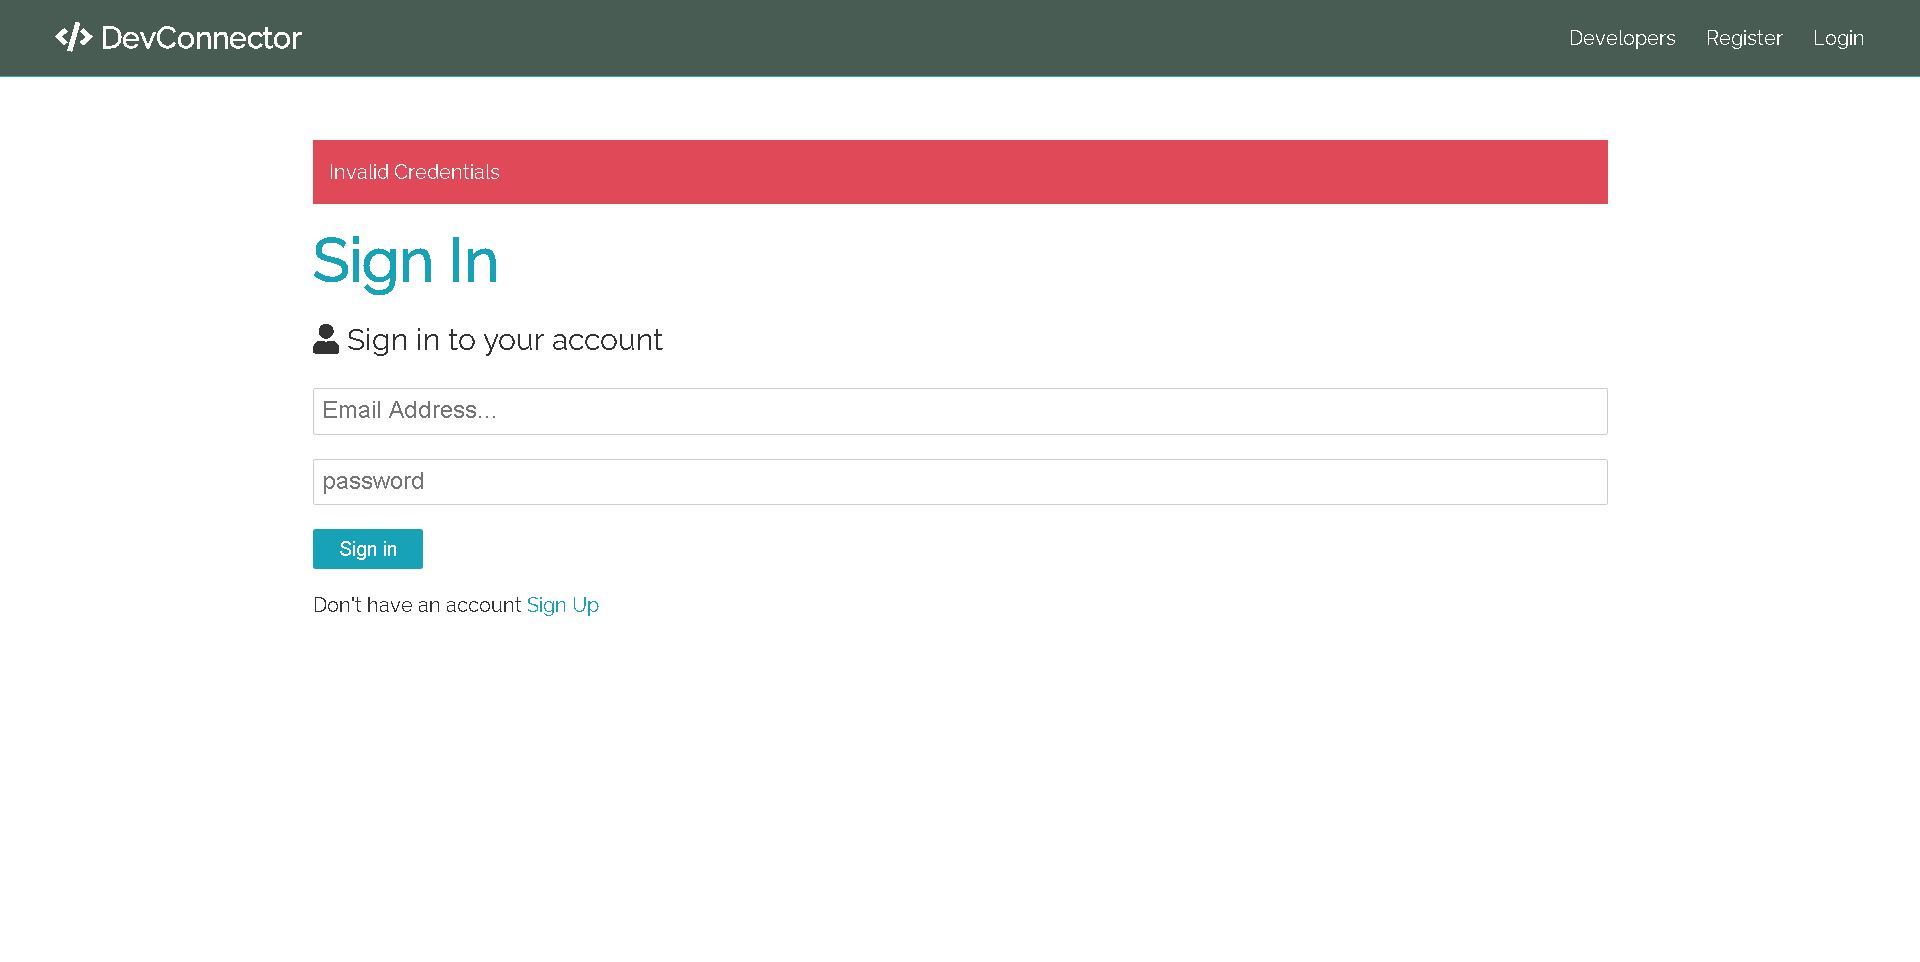 DevConnector
Developers Register Login
Invalid Credentials
Sign In
Sign in to your account
Email Address...
password
Sign in
Don't have an account Sign Up